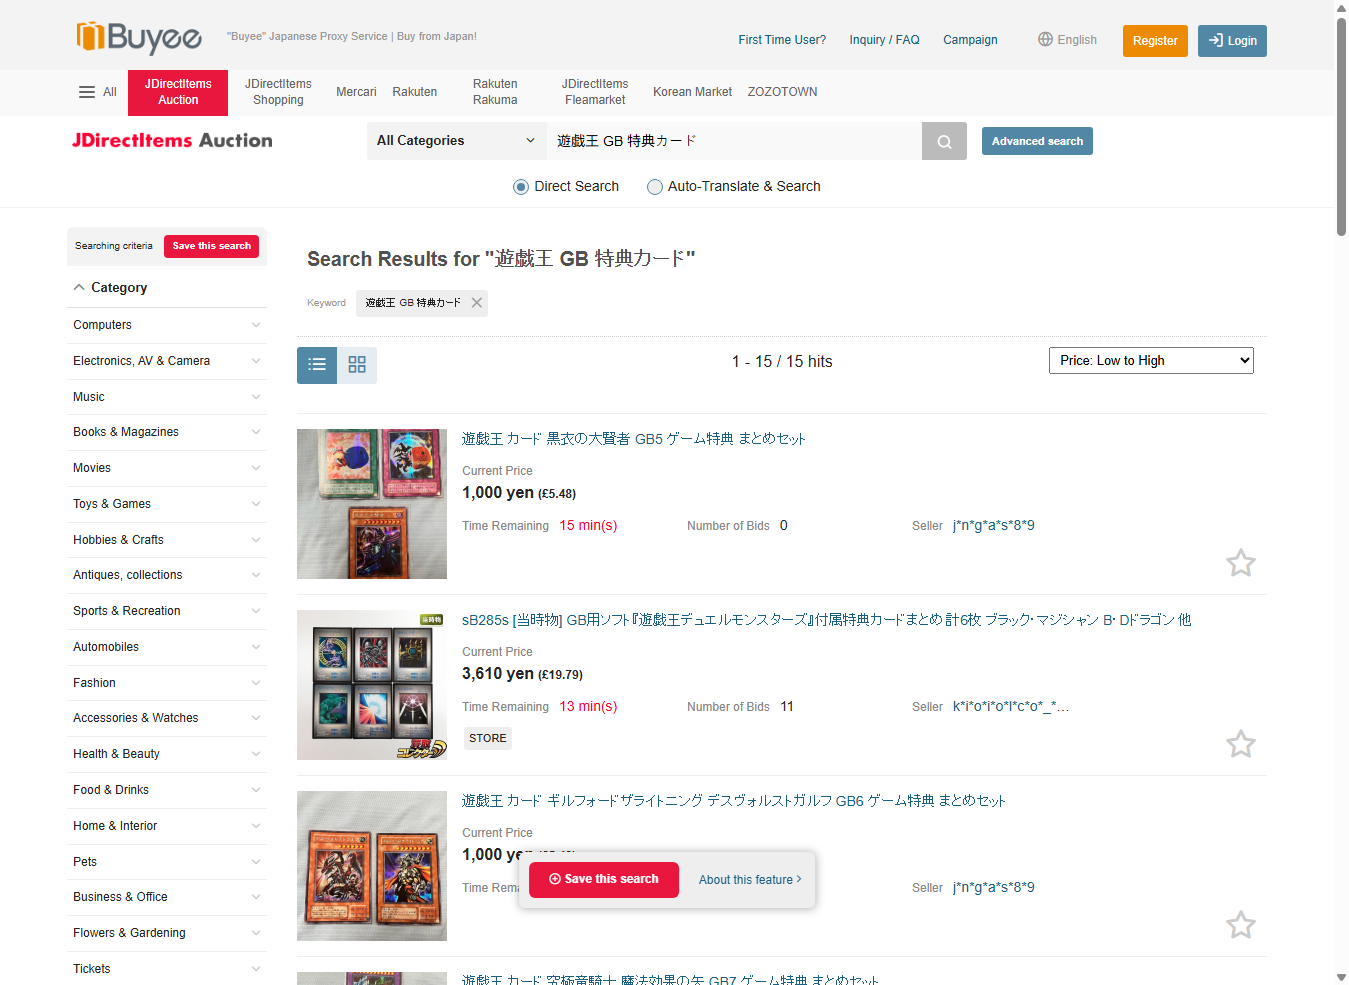 Buyee
"Buyee" Japanese Proxy Service | Buy from Japan!
First Time User?
Inquiry / FAQ
Campaign
English
Register
Login
All
JDirectItems Auction
JDirectItems Shopping
Mercari
Rakuten
Rakuten Rakuma
JDirectItems Fleamarket
Korean Market
ZOZOTOWN
JDirectItems Auction
All Categories
遊戯王 GB 特典カード
Advanced search
Direct Search
Auto-Translate & Search
Searching criteria
Save this search
Category
Computers
Electronics, AV & Camera
Music
Books & Magazines
Movies
Toys & Games
Hobbies & Crafts
Antiques, collections
Sports & Recreation
Automobiles
Fashion
Accessories & Watches
Health & Beauty
Food & Drinks
Home & Interior
Pets
Business & Office
Flowers & Gardening
Tickets
Search Results for "遊戯王 GB 特典カード"
Keyword
遊戯王 GB 特典カード
1 - 15 / 15 hits
Price: Low to High
遊戯王 カード 黒衣の大賢者 GB5 ゲーム特典 まとめセット
Current Price
1,000 yen (£5.48)
Time Remaining 15 min(s)
Number of Bids 0
Seller j*n*g*a*s*8*9
当時物
sB285s [当時物] GB用ソフト『遊戯王デュエルモンスターズ』付属特典カードまとめ 計6枚 ブラック・マジシャン B・Dドラゴン 他
Current Price
3,610 yen (£19.79)
Time Remaining 13 min(s)
Number of Bids 11
Seller k*i*o*i*o*l*c*o*_*...
STORE
遊戯王 カード ギルフォードザライトニング デスヴォルストガルフ GB6 ゲーム特典 まとめセット
Current Price
1,000
Time
Seller j*n*g*a*s*8*9
Save this search
About this feature
遊戯王 カード 究極竜騎士 魔法効果の矢 GB7 ゲーム特典 まとめセット